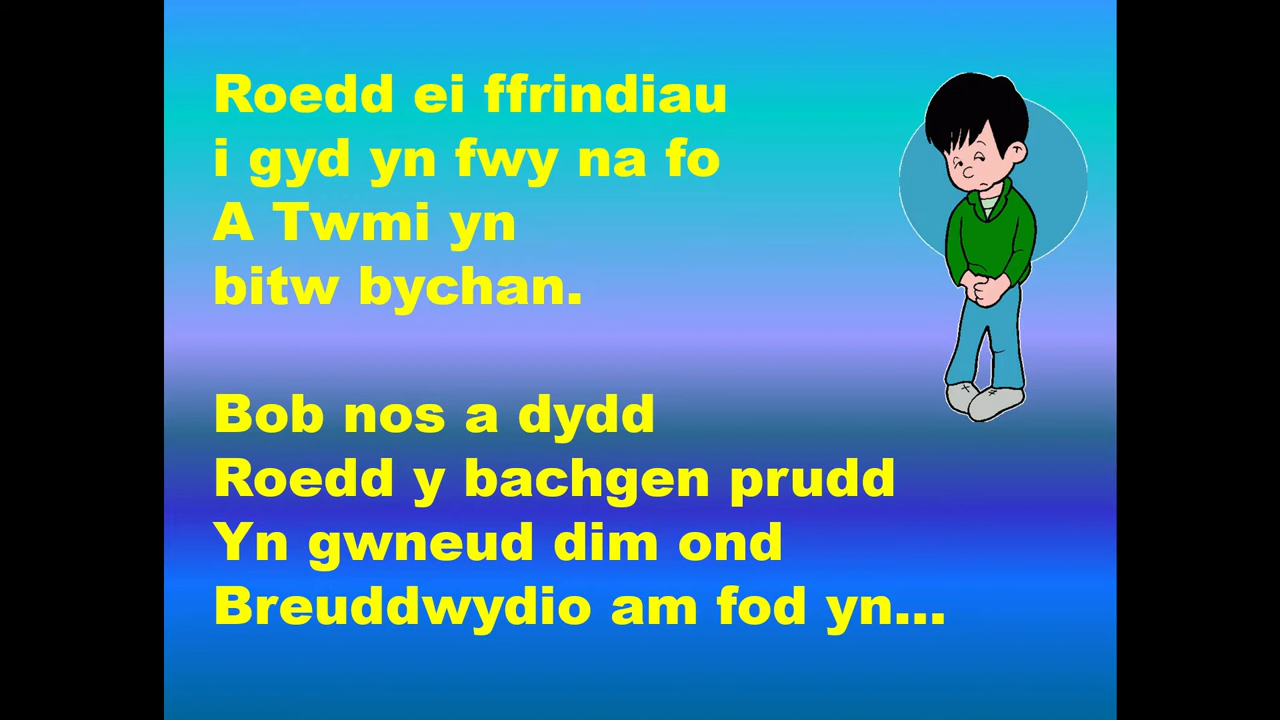 Roedd ei ffrindiau
i gyd yn fwy na fo
A Twmi yn
bitw bychan.
Bob nos a dydd
Roedd y bachgen prudd
Yn gwneud dim ond
Breuddwydio am fod yn...